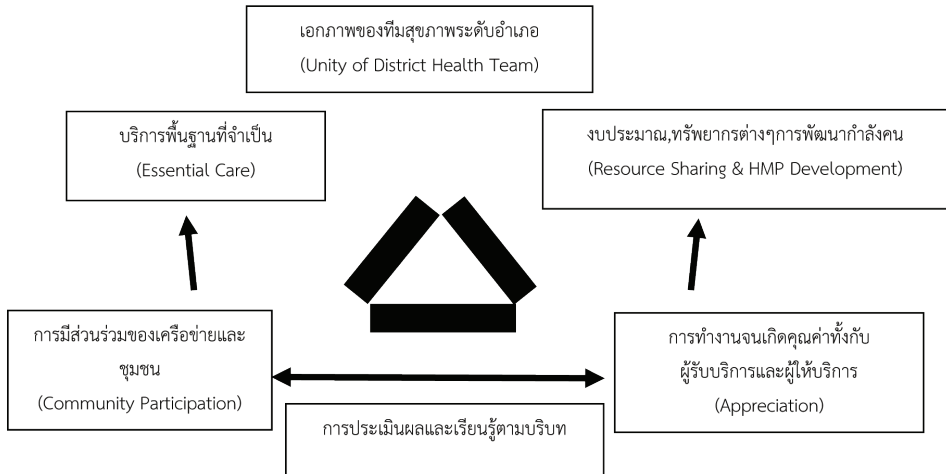 เอกภาพของทีมสุขภาพระดับอำเภอ
(Unity of District Health Team)
บริการพื้นฐานที่จำเป็น
(Essential Care)
งบประมาณ,ทรัพยากรต่างๆการพัฒนากำลังคน
(Resource Sharing & HMP Development)
การมีส่วนร่วมของเครือข่ายและ
ชุมชน
(Community Participation)
การทำงานจนเกิดคุณค่าทั้งกับ
ผู้รับบริการและผู้ให้บริการ
(Appreciation)
การประเมินผลและเรียนรู้ตามบริบท